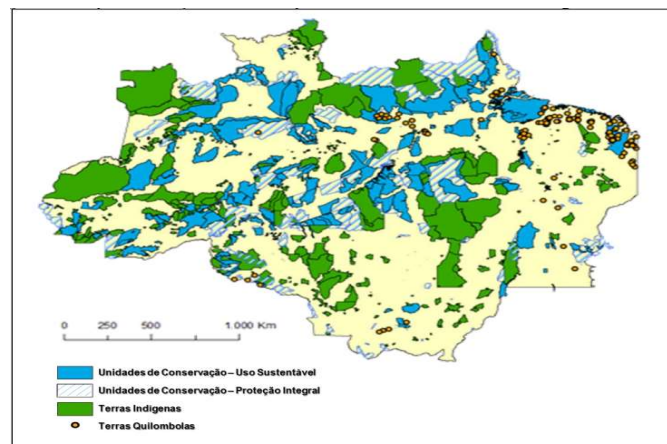 0 250 500 1.000 Km
Unidades de Conservação – Uso Sustentável
Unidades de Conservação – Proteção Integral
Terras Indígenas
Terras Quilombolas